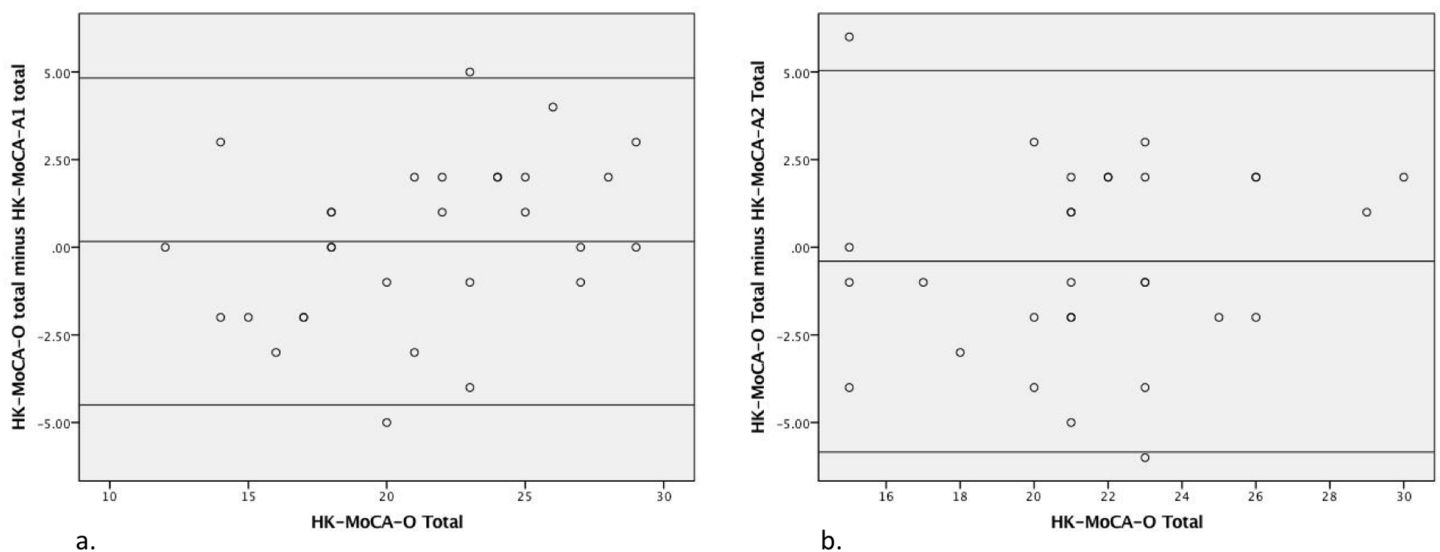 HK-MoCA-O total minus HK-MoCA-A1 total
5.00
2.50
.00
-2.50
-5.00
10 15 20 25 30
HK-MoCA-O Total
a.
HK-MoCA-O Total minus HK-MoCA-A2 Total
5.00
2.50
.00
-2.50
-5.00
16 18 20 22 24 26 28 30
HK-MoCA-O Total
b.